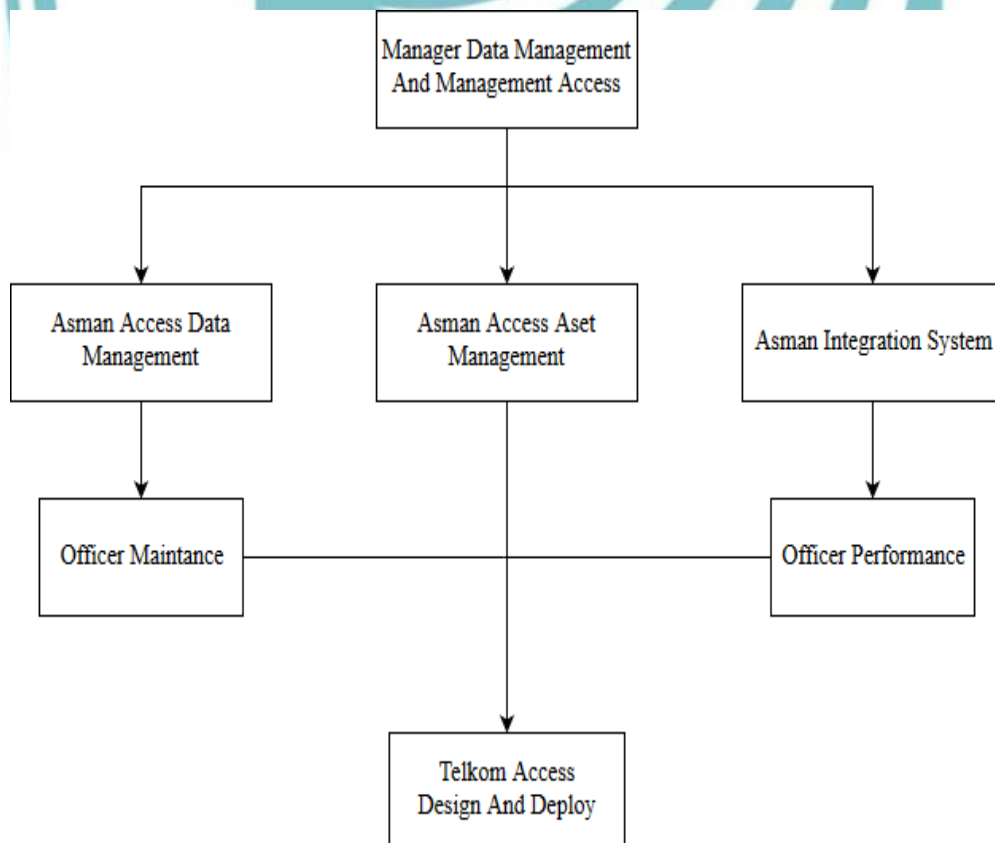 Manager Data Management
And Management Access
Asman Access Data
Management
Asman Access Aset
Management
Asman Integration System
Officer Maintance
Officer Performance
Telkom Access
Design And Deploy